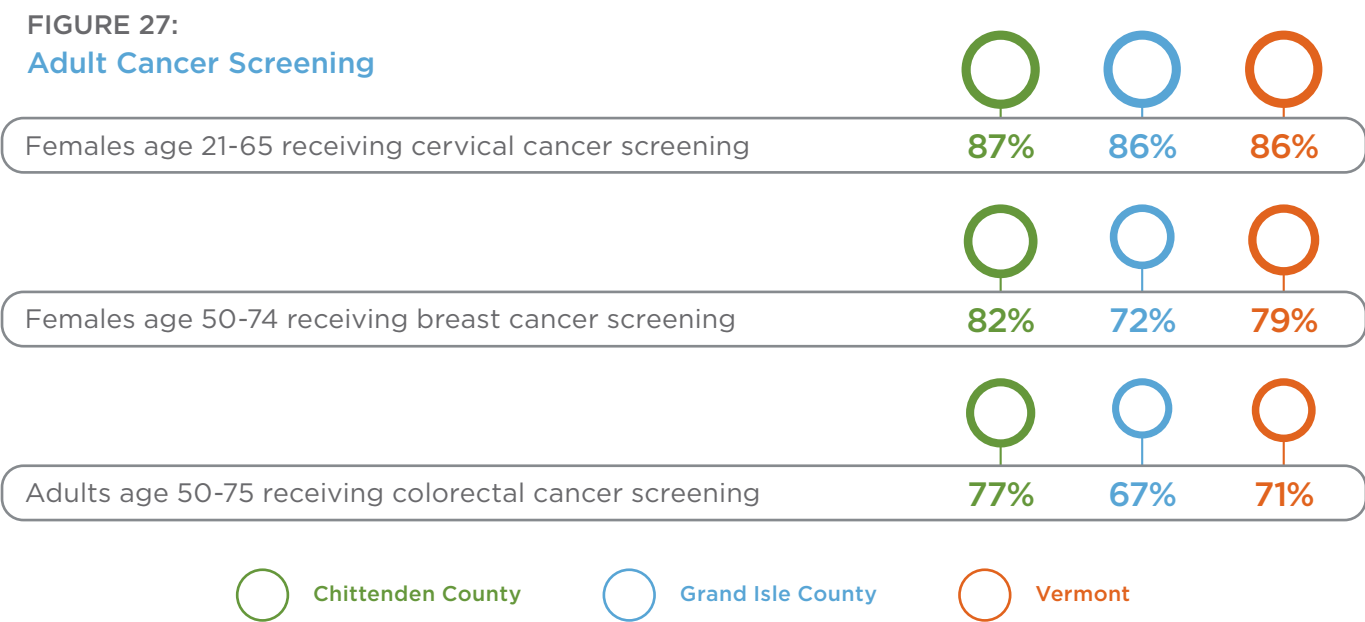 FIGURE 27:
Adult Cancer Screening
Females age 21-65 receiving cervical cancer screening 87% 86% 86%
Females age 50-74 receiving breast cancer screening 82% 72% 79%
Adults age 50-75 receiving colorectal cancer screening 77% 67% 71%
Chittenden County Grand Isle County Vermont